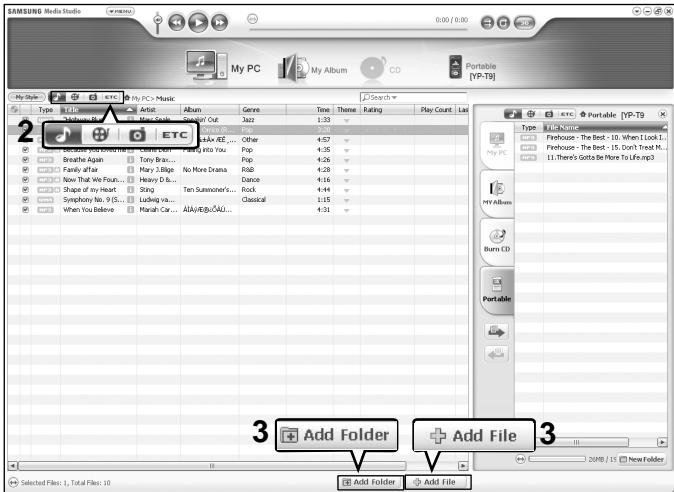 SAMSUNG Media Studio MENU
0:00 / 0:00
My PC My Album CD Portable
[YP-T9]
My Style ETC My PC> Music Search
Type Title Artist Album Genre Time Theme Rating Play Count Las
Speakin' Out Jazz 1:33
Pop 3:28
2 ETC
Other 4:57
Because you loved me Celine Dion Falling into You Pop 4:35
Breathe Again Tony Brax... Pop 4:26
Family affair Mary J.Blige No More Drama R&B 4:28
Now That We Foun... Heavy D &... Dance 4:16
Shape of my Heart Sting Ten Summoner's... Rock 4:44
Symphony No. 9 (S... Ludwig va... Classical 1:15
When You Believe Mariah Car... 4:31
ETC Portable [YP-T9
Type File Name
Firehouse - The Best - 10. When I Look I...
Firehouse - The Best - 15. Don't Treat M...
11.There's Gotta Be More To Life.mp3
My PC
MY Album
Burn CD
Portable
3 Add Folder Add File 3
26MB / 19 New Folder
Selected Files: 1, Total Files: 10 Add Folder Add File